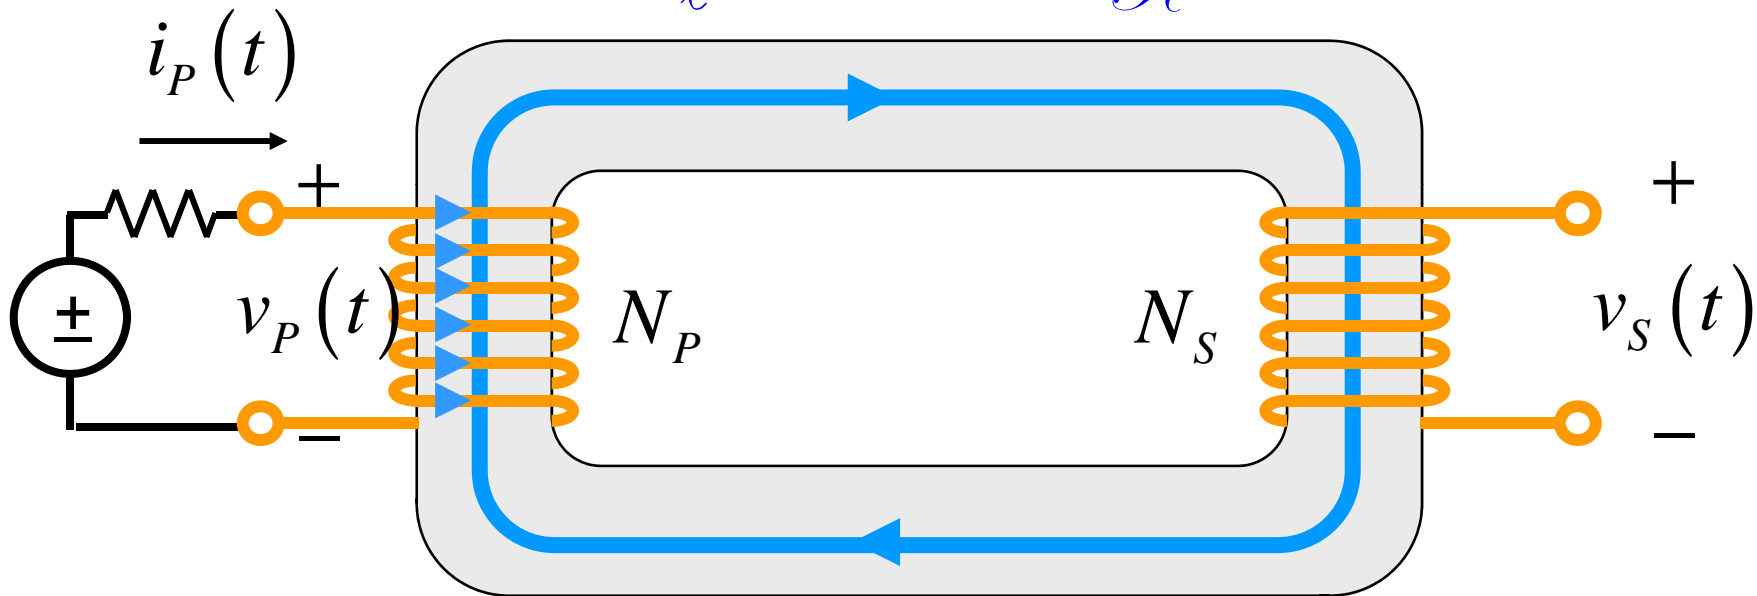 i_P(t)
+ +
± v_P(t) N_P N_S v_S(t)
− −